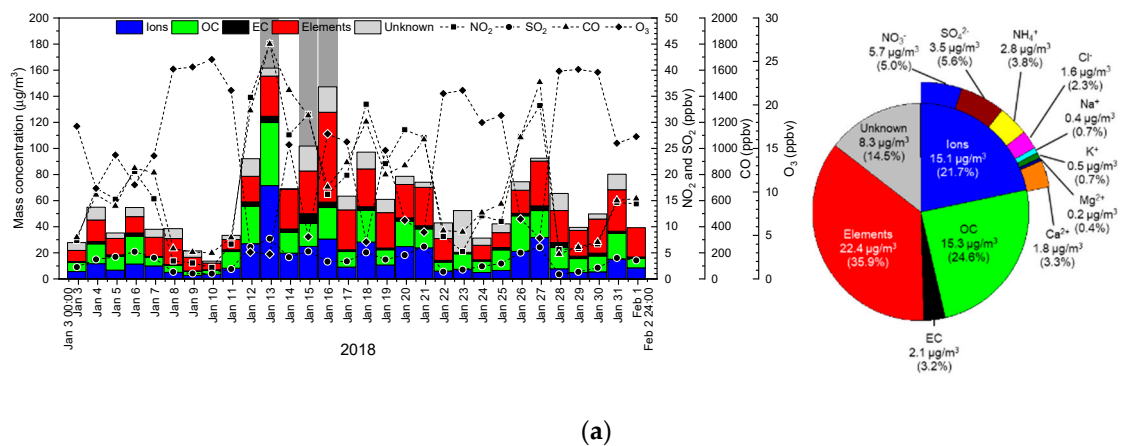 Ions OC EC Elements Unknown NO₂ SO₂ CO O₃
Mass concentration (μg/m³)
200
180
160
140
120
100
80
60
40
20
0
50
45
40
35
30
25
20
15
10
5
0
NO₂ and SO₂ (ppbv)
2000
1800
1600
1400
1200
1000
800
600
400
200
0
CO (ppbv)
30
25
20
15
10
5
0
O₃ (ppbv)
Jan 3 00:00
Jan 3
Jan 4
Jan 5
Jan 6
Jan 7
Jan 8
Jan 9
Jan 10
Jan 11
Jan 12
Jan 13
Jan 14
Jan 15
Jan 16
Jan 17
Jan 18
Jan 19
Jan 20
Jan 21
Jan 22
Jan 23
Jan 24
Jan 25
Jan 26
Jan 27
Jan 28
Jan 29
Jan 30
Jan 31
Feb 1
Feb 2 24:00
2018
NO₃⁻
5.7 μg/m³
(5.0%)
SO₄²⁻
3.5 μg/m³
(5.6%)
NH₄⁺
2.8 μg/m³
(3.8%)
Cl⁻
1.6 μg/m³
(2.3%)
Na⁺
0.4 μg/m³
(0.7%)
K⁺
0.5 μg/m³
(0.7%)
Mg²⁺
0.2 μg/m³
(0.4%)
Ca²⁺
1.8 μg/m³
(3.3%)
Unknown
8.3 μg/m³
(14.5%)
Ions
15.1 μg/m³
(21.7%)
Elements
22.4 μg/m³
(35.9%)
OC
15.3 μg/m³
(24.6%)
EC
2.1 μg/m³
(3.2%)
(a)